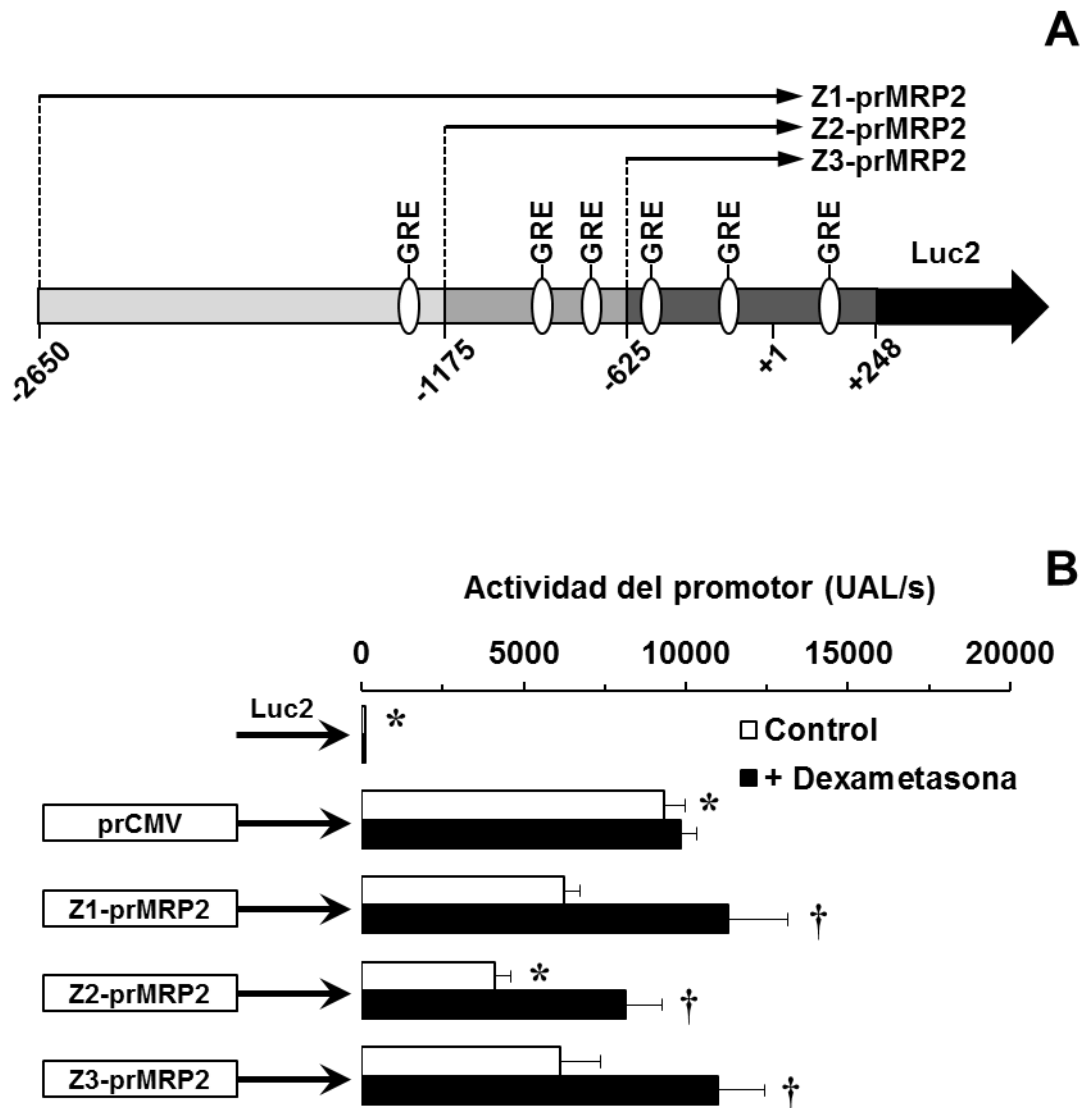 A
Z1-prMRP2
Z2-prMRP2
Z3-prMRP2
GRE
GRE
GRE
GRE
GRE
GRE
Luc2
-2650
-1175
-625
+1
+248
B
Actividad del promotor (UAL/s)
0 5000 10000 15000 20000
Luc2 *
Control
+ Dexametasona
prCMV *
Z1-prMRP2 †
Z2-prMRP2 * †
Z3-prMRP2 †